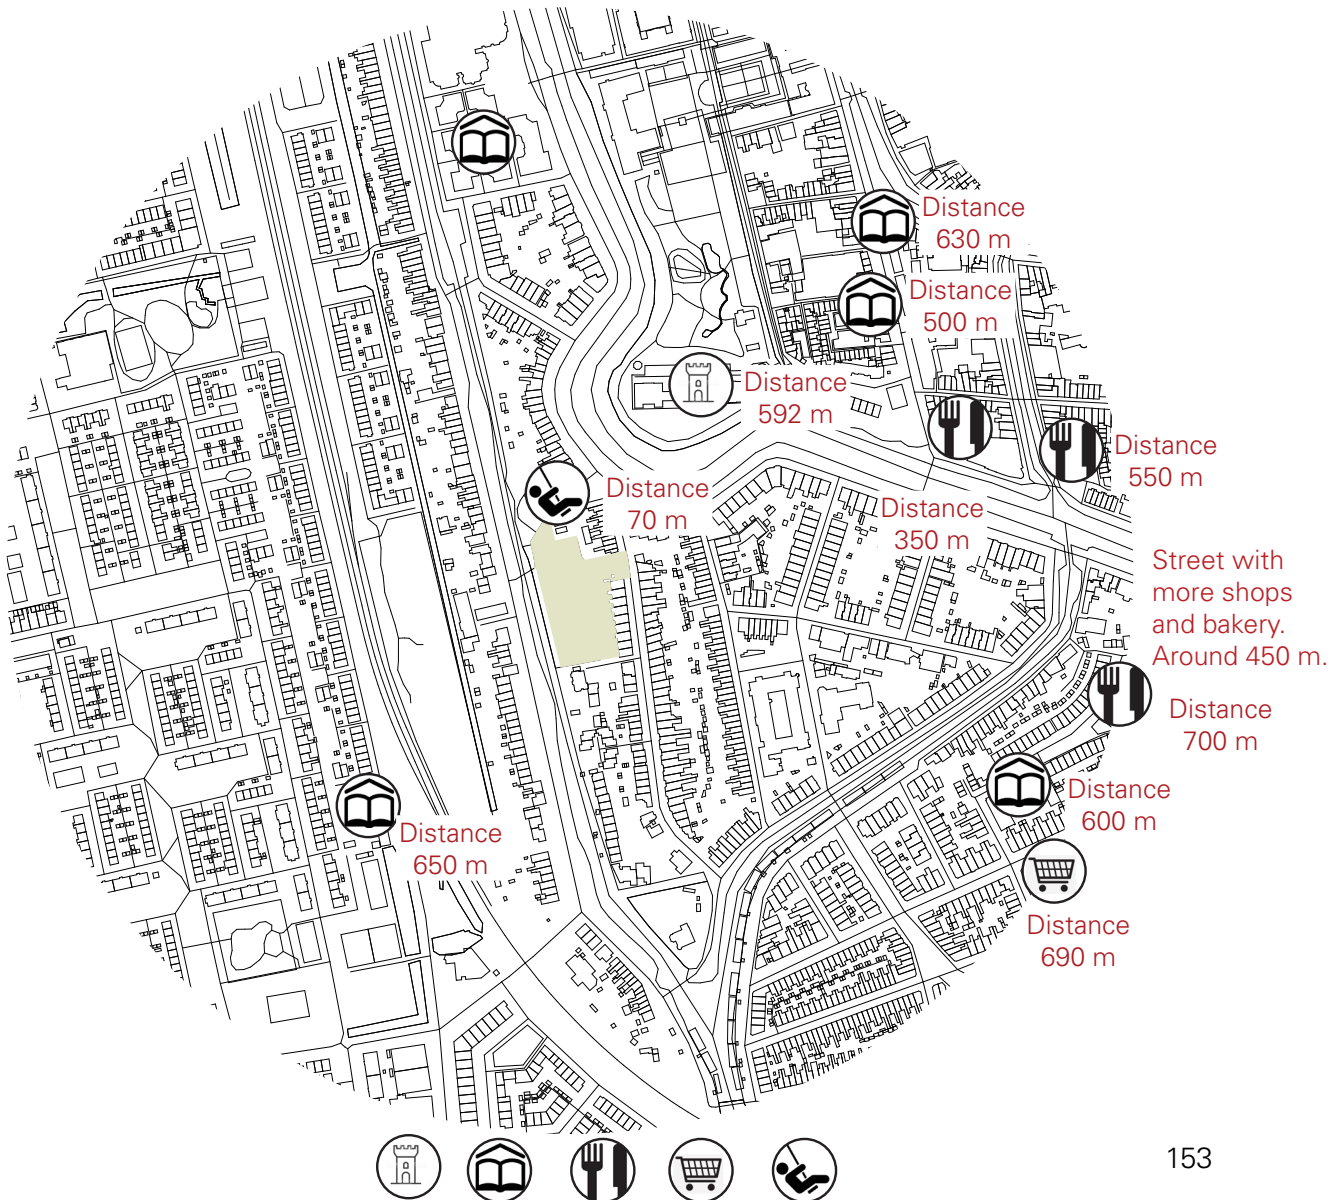 Distance
630 m
Distance
500 m
Distance
592 m
Distance
550 m
Distance
70 m
Distance
350 m
Street with
more shops
and bakery.
Around 450 m.
Distance
700 m
Distance
600 m
Distance
650 m
Distance
690 m
153